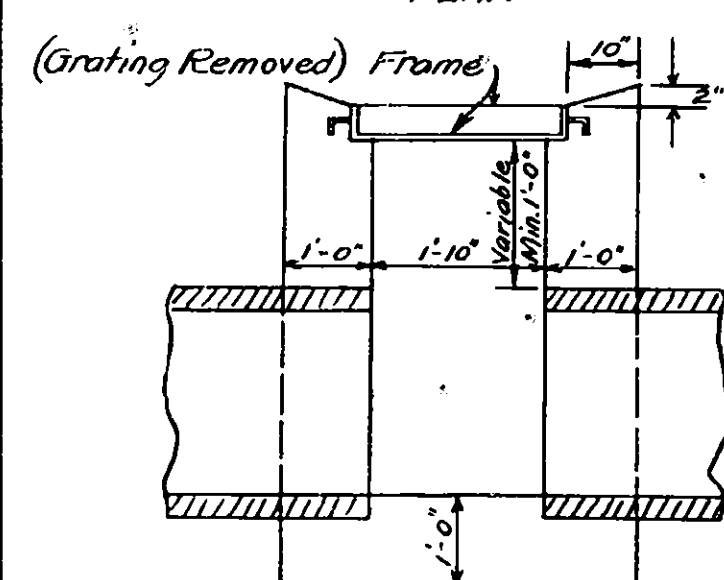 (Grating Removed) Frame
10"
2"
Variable
Min. 1'-0"
1'-0"
1'-10"
1'-0"
1'-0"